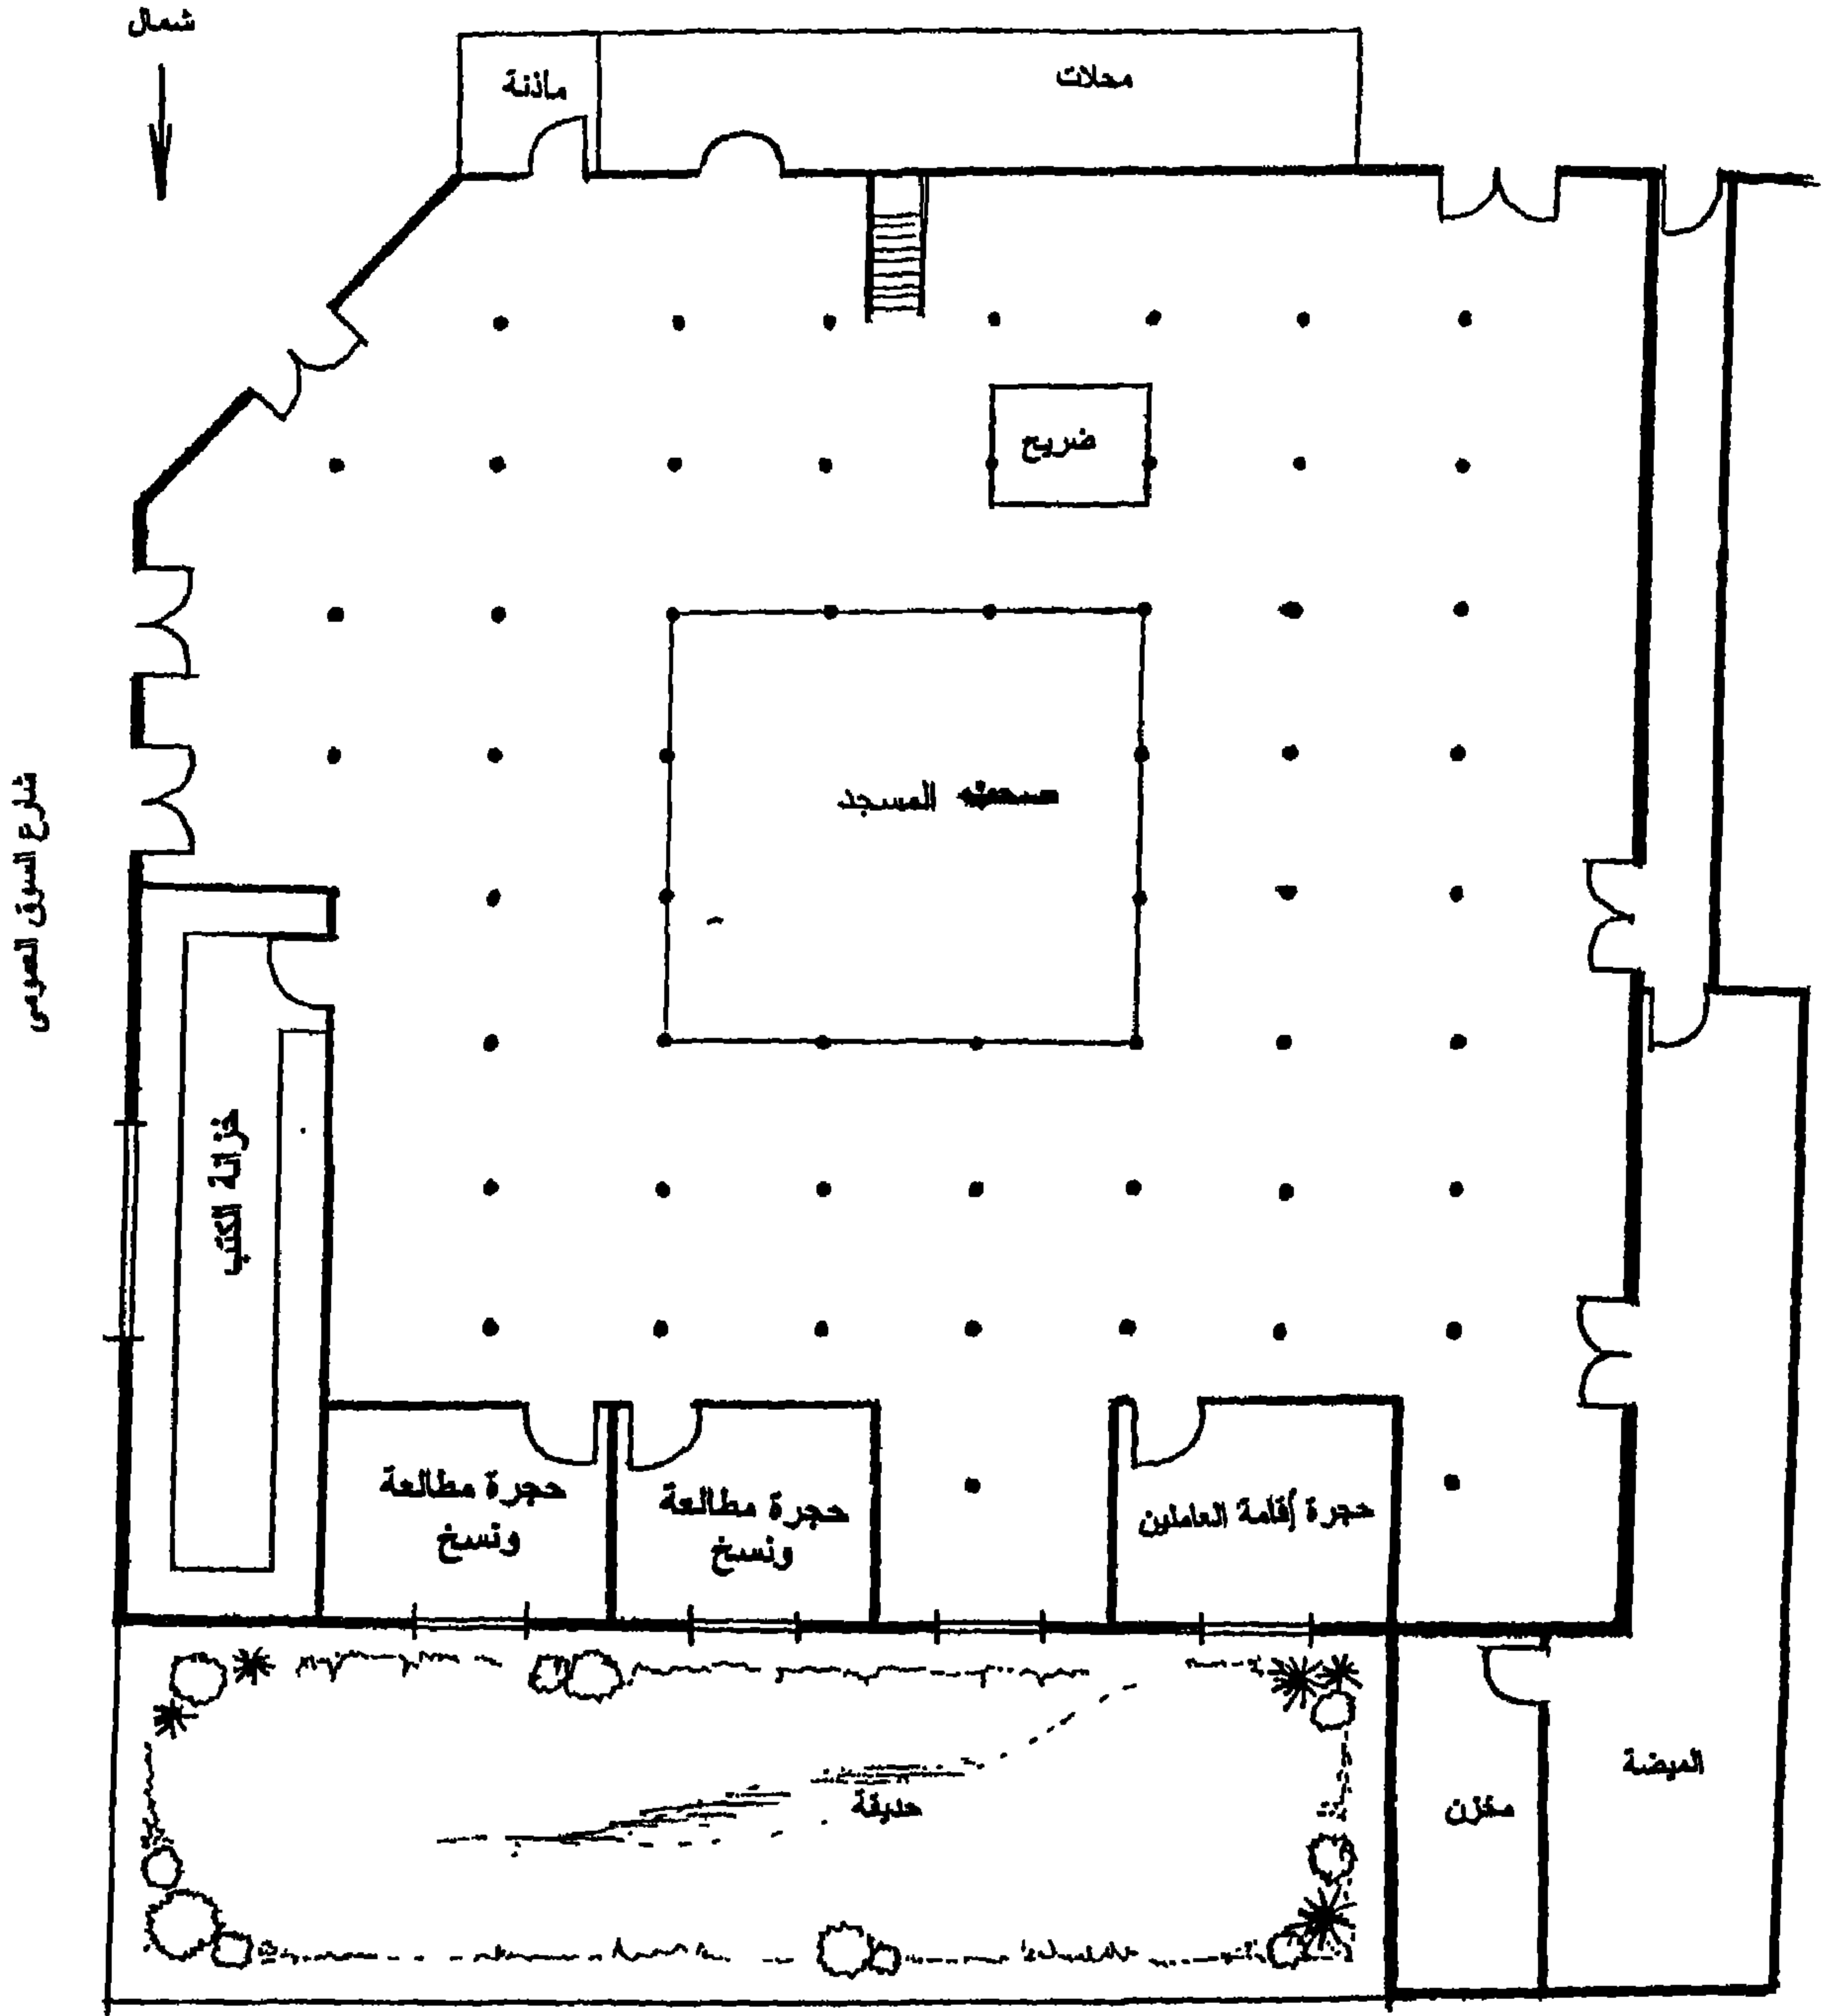 شمال
مأذنة
محلات
ضريح
المسجد
شارع السوق العمومى
خزانة الكتب
حجرة مطالعة
ونسخ
حجرة مطالعة
ونسخ
حجرة أقامة العاملين
حديقة
مخزن
الميضة